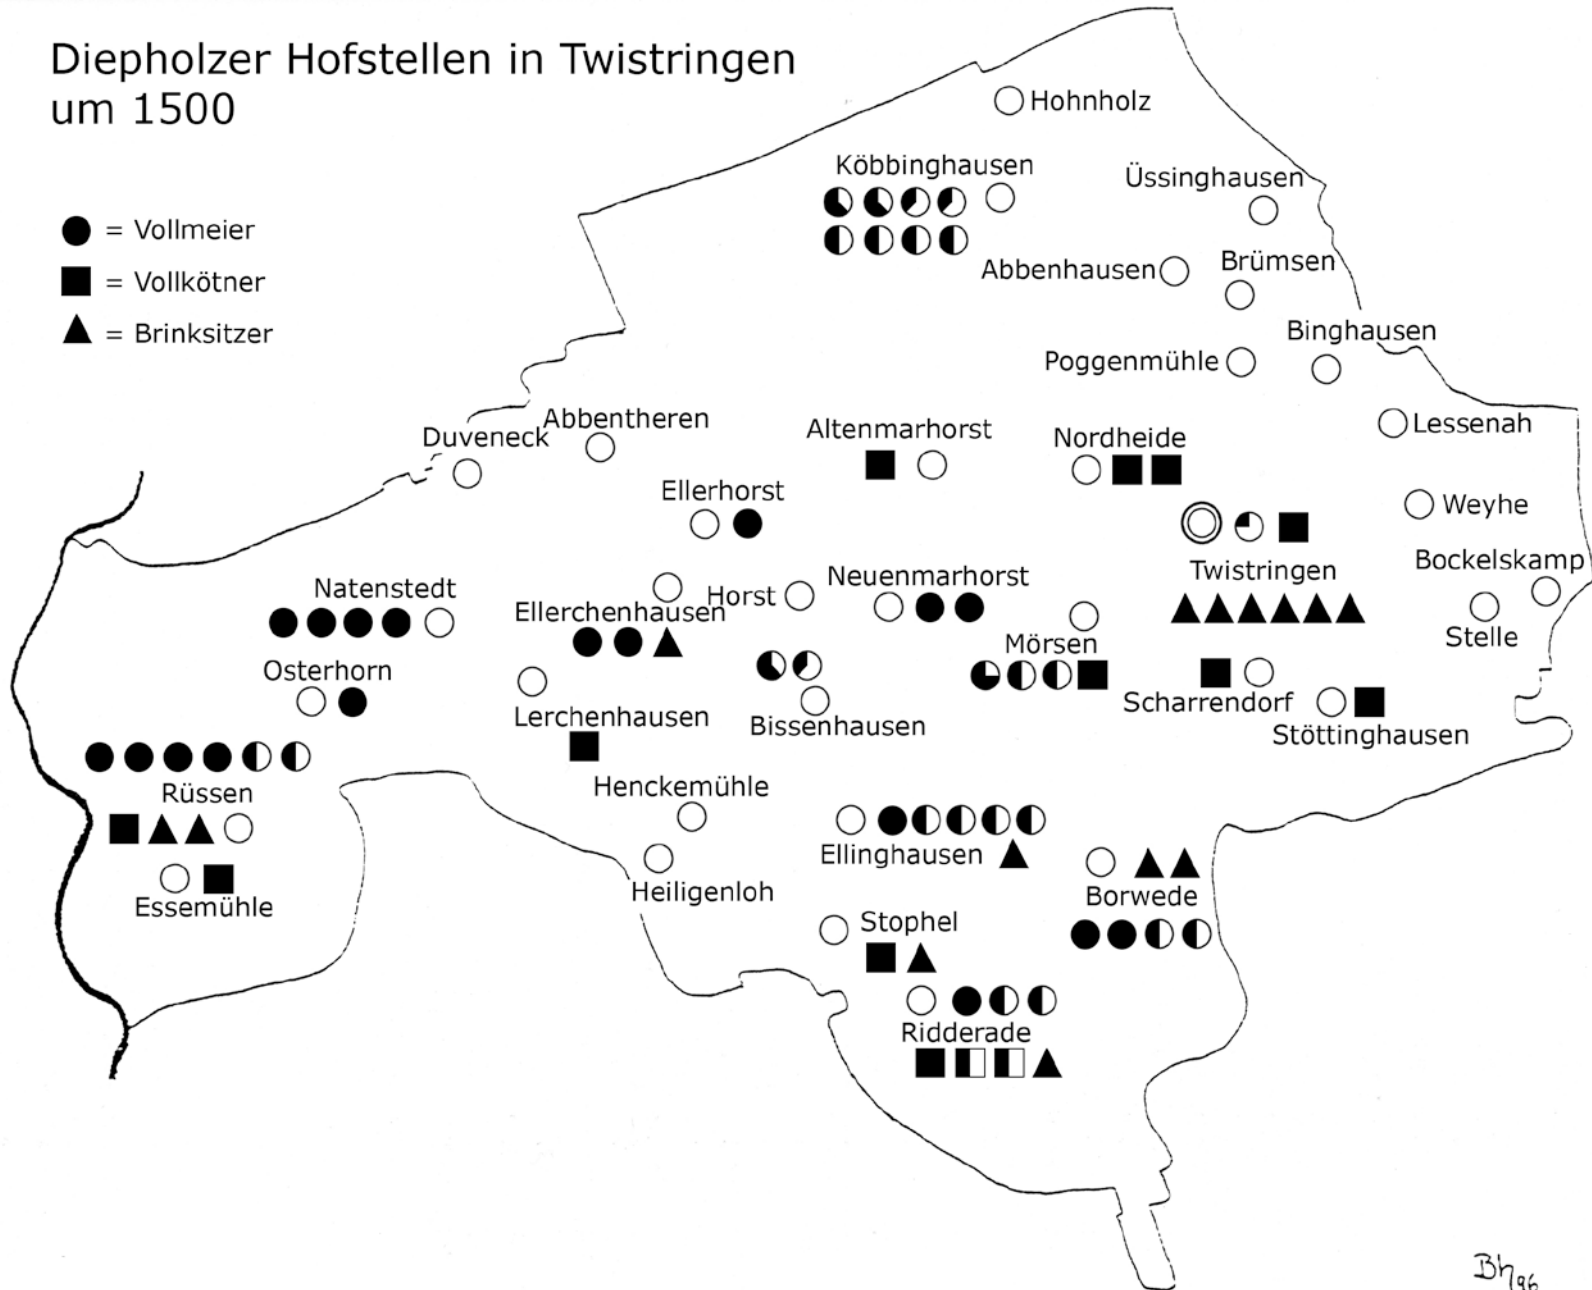 Diepholzer Hofstellen in Twistringen
um 1500
= Vollmeier
= Vollkötner
= Brinksitzer
Hohnholz
Köbbinghausen
Üssinghausen
Abbenhausen
Brümsen
Binghausen
Poggenmühle
Lessenah
Abbentheren
Duveneck
Altenmarhorst
Nordheide
Ellerhorst
Weyhe
Bockelskamp
Twistringen
Natenstedt
Neuenmarhorst
Horst
Ellerchenhausen
Stelle
Mörsen
Osterhorn
Scharrendorf
Lerchenhausen
Bissenhausen
Stöttinghausen
Rüssen
Henckemühle
Ellinghausen
Heiligenloh
Borwede
Essemühle
Stophel
Ridderade